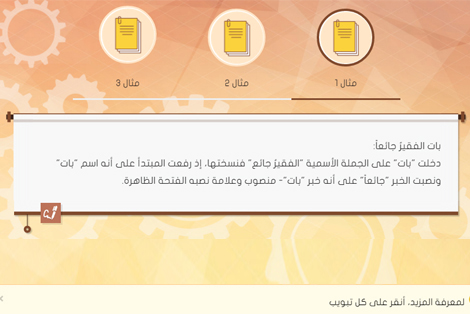 مثال 1
مثال 2
مثال 3
بات الفقيرُ جائعاً:
دخلت "بات" على الجملة الأسمية "الفقيرُ جائع" فنسختها، إذ رفعت المبتدأ على أنه اسم "بات"
ونصبت الخبر "جائعاً" على أنه خبر "بات"- منصوب وعلامة نصبه الفتحة الظاهرة.
لمعرفة المزيد، أنقر على كل تبويب